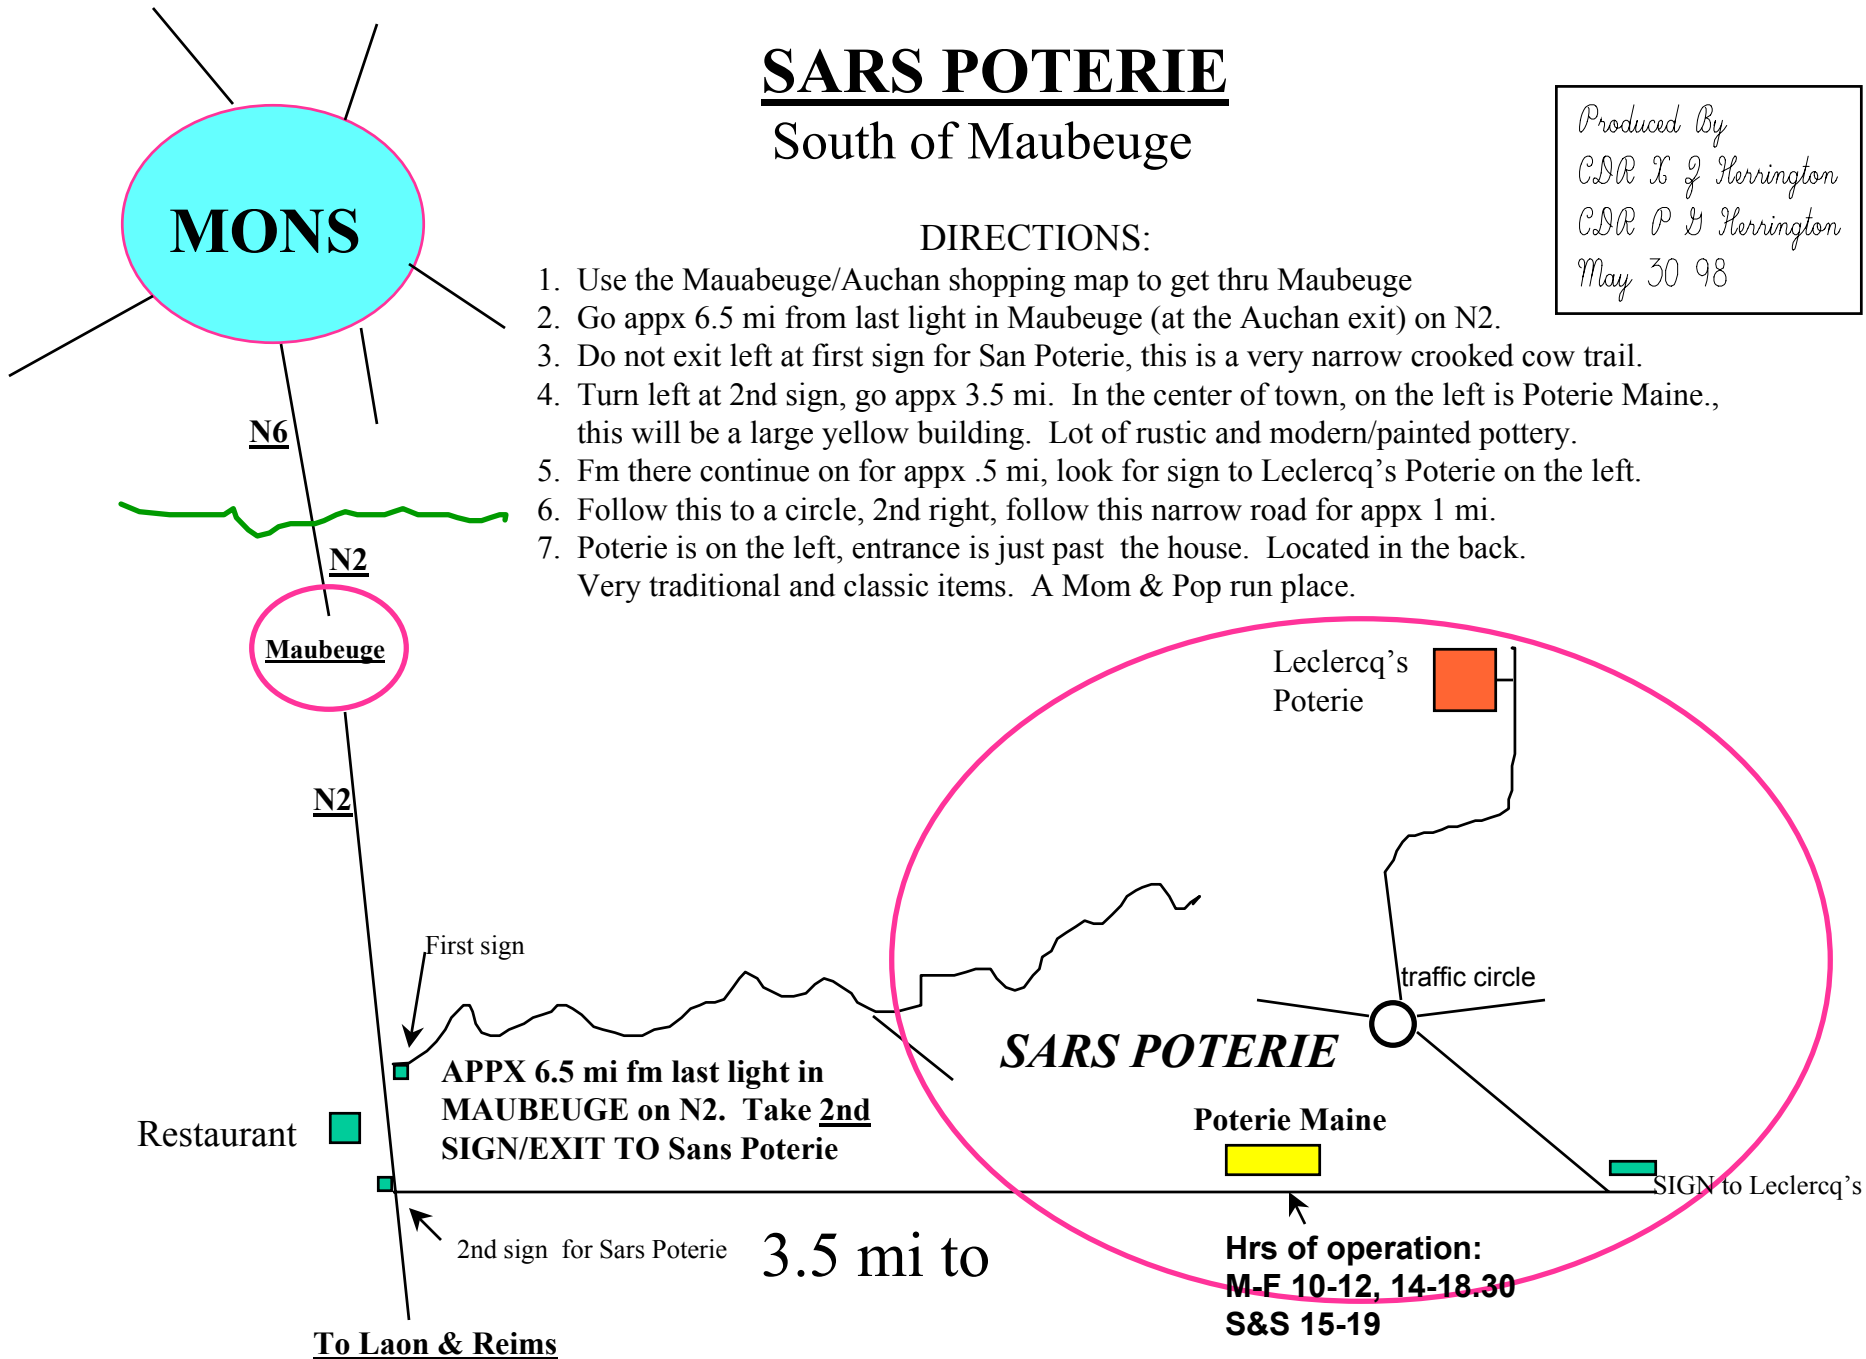 SARS POTERIE
South of Maubeuge
Produced By
CDR X Z Herrington
CDR P G Herrington
May 30 98
MONS
DIRECTIONS:
1. Use the Mauabeuge/Auchan shopping map to get thru Maubeuge
2. Go appx 6.5 mi from last light in Maubeuge (at the Auchan exit) on N2.
3. Do not exit left at first sign for San Poterie, this is a very narrow crooked cow trail.
4. Turn left at 2nd sign, go appx 3.5 mi. In the center of town, on the left is Poterie Maine.,
this will be a large yellow building. Lot of rustic and modern/painted pottery.
5. Fm there continue on for appx .5 mi, look for sign to Leclercq’s Poterie on the left.
6. Follow this to a circle, 2nd right, follow this narrow road for appx 1 mi.
7. Poterie is on the left, entrance is just past the house. Located in the back.
Very traditional and classic items. A Mom & Pop run place.
N6
N2
Maubeuge
N2
Leclercq’s
Poterie
First sign
traffic circle
SARS POTERIE
APPX 6.5 mi fm last light in
MAUBEUGE on N2. Take 2nd
SIGN/EXIT TO Sans Poterie
Restaurant
Poterie Maine
SIGN to Leclercq’s
2nd sign for Sars Poterie
3.5 mi to
Hrs of operation:
M-F 10-12, 14-18.30
S&S 15-19
To Laon & Reims